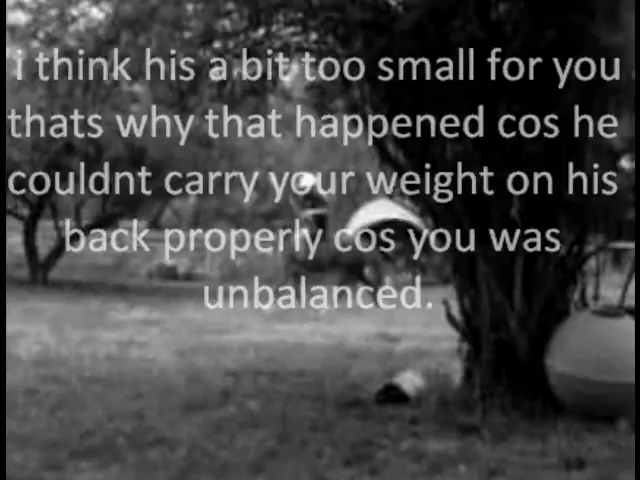 i think his a bit too small for you
thats why that happened cos he
couldnt carry your weight on his
back properly cos you was
unbalanced.